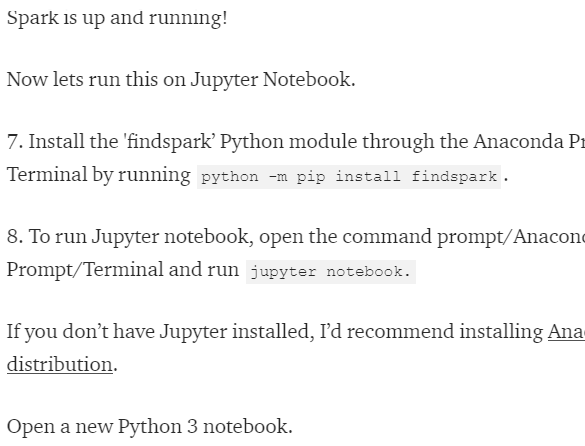 Spark is up and running!
Now lets run this on Jupyter Notebook.
7. Install the 'findspark’ Python module through the Anaconda
Terminal by running python -m pip install findspark.
8. To run Jupyter notebook, open the command prompt/
Prompt/Terminal and run jupyter notebook.
If you don’t have Jupyter installed, I’d recommend installing
distribution.
Open a new Python 3 notebook.